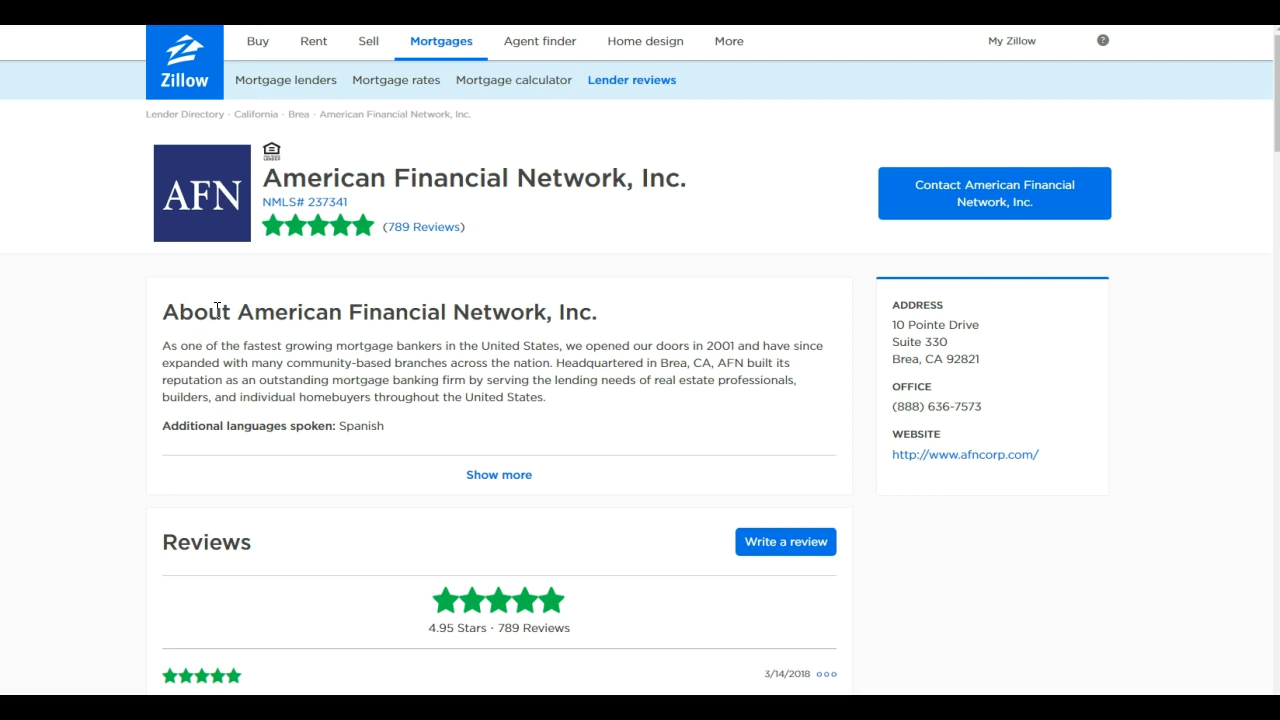 Buy Rent Sell Mortgages Agent finder Home design More My Zillow ?
Zillow
Mortgage lenders Mortgage rates Mortgage calculator Lender reviews
Lender Directory · California · Brea · American Financial Network, Inc.
AFN
American Financial Network, Inc.
NMLS# 237341
(789 Reviews)
Contact American Financial
Network, Inc.
About American Financial Network, Inc.
As one of the fastest growing mortgage bankers in the United States, we opened our doors in 2001 and have since
expanded with many community-based branches across the nation. Headquartered in Brea, CA, AFN built its
reputation as an outstanding mortgage banking firm by serving the lending needs of real estate professionals,
builders, and individual homebuyers throughout the United States.
Additional languages spoken: Spanish
Show more
ADDRESS
10 Pointe Drive
Suite 330
Brea, CA 92821
OFFICE
(888) 636-7573
WEBSITE
http://www.afncorp.com/
Reviews
Write a review
4.95 Stars · 789 Reviews
3/14/2018